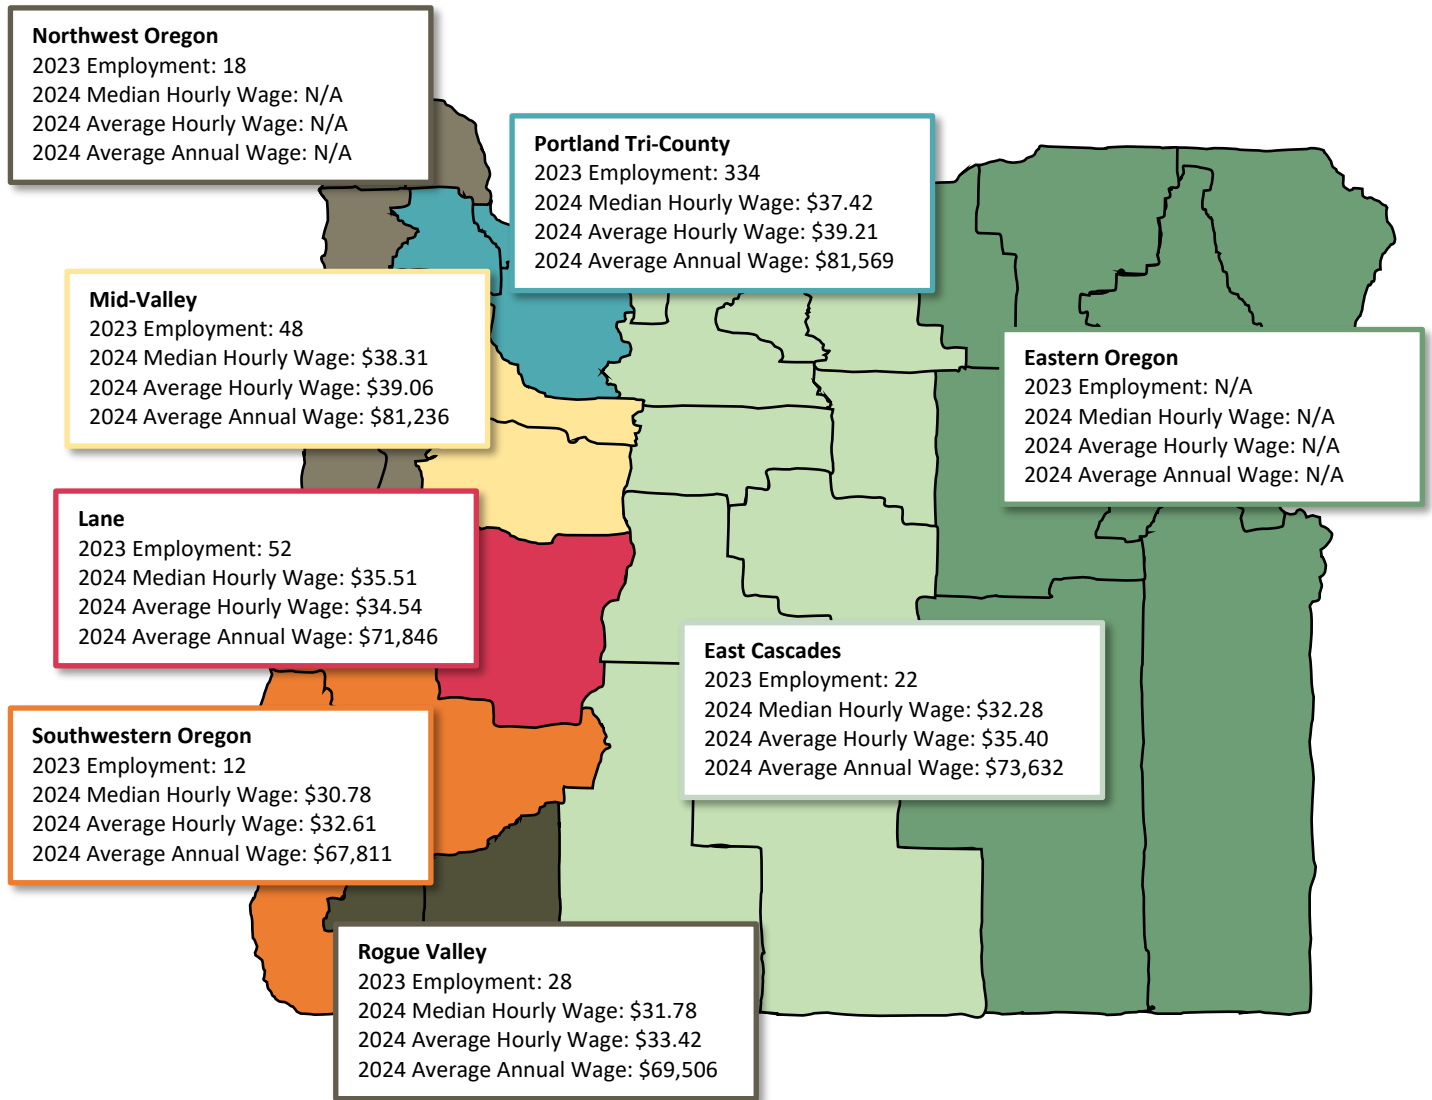 Northwest Oregon
2023 Employment: 18
2024 Median Hourly Wage: N/A
2024 Average Hourly Wage: N/A
2024 Average Annual Wage: N/A
Portland Tri-County
2023 Employment: 334
2024 Median Hourly Wage: $37.42
2024 Average Hourly Wage: $39.21
2024 Average Annual Wage: $81,569
Mid-Valley
2023 Employment: 48
2024 Median Hourly Wage: $38.31
2024 Average Hourly Wage: $39.06
2024 Average Annual Wage: $81,236
Eastern Oregon
2023 Employment: N/A
2024 Median Hourly Wage: N/A
2024 Average Hourly Wage: N/A
2024 Average Annual Wage: N/A
Lane
2023 Employment: 52
2024 Median Hourly Wage: $35.51
2024 Average Hourly Wage: $34.54
2024 Average Annual Wage: $71,846
East Cascades
2023 Employment: 22
2024 Median Hourly Wage: $32.28
2024 Average Hourly Wage: $35.40
2024 Average Annual Wage: $73,632
Southwestern Oregon
2023 Employment: 12
2024 Median Hourly Wage: $30.78
2024 Average Hourly Wage: $32.61
2024 Average Annual Wage: $67,811
Rogue Valley
2023 Employment: 28
2024 Median Hourly Wage: $31.78
2024 Average Hourly Wage: $33.42
2024 Average Annual Wage: $69,506